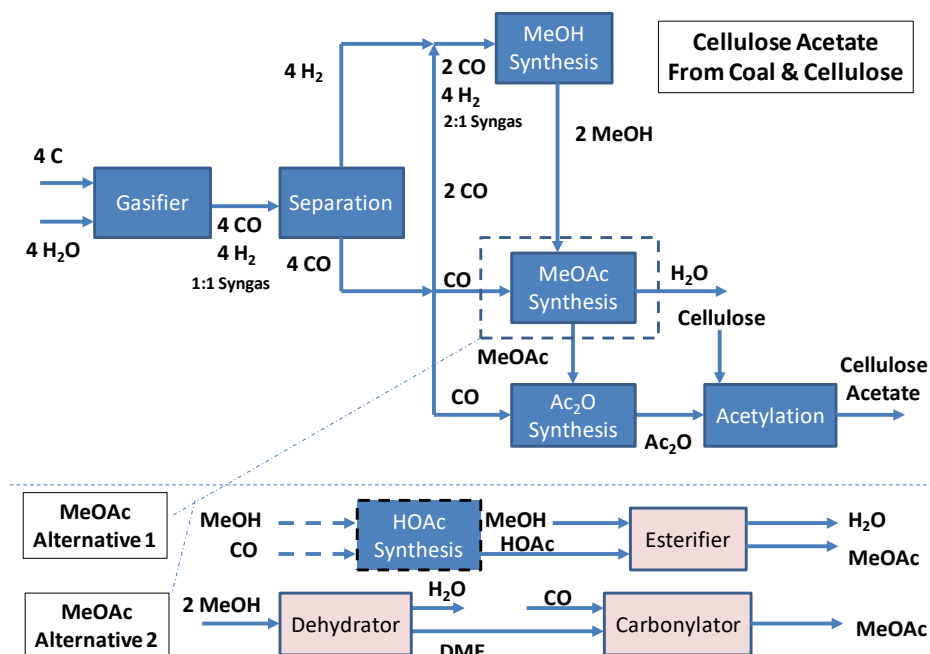 MeOH
Synthesis
Cellulose Acetate
From Coal & Cellulose
4 H₂
2 CO
4 H₂
2:1 Syngas
2 MeOH
4 C
Gasifier
Separation
2 CO
4 H₂O
4 CO
4 H₂
1:1 Syngas
4 CO
CO
MeOAc
Synthesis
H₂O
Cellulose
MeOAc
Cellulose
Acetate
CO
Ac₂O
Synthesis
Ac₂O
Acetylation
MeOAc
Alternative 1
MeOH
CO
HOAc
Synthesis
MeOH
HOAc
Esterifier
H₂O
MeOAc
MeOAc
Alternative 2
2 MeOH
Dehydrator
H₂O
DME
CO
Carbonylator
MeOAc